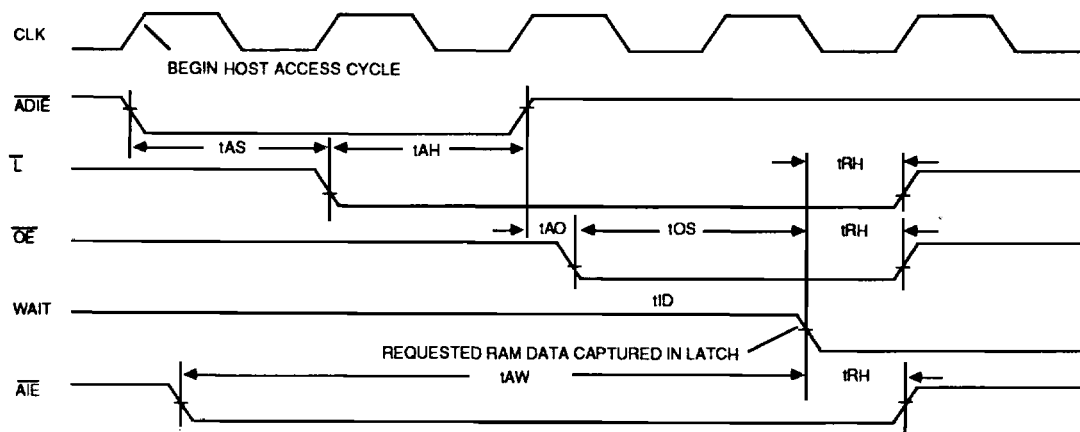 CLK
BEGIN HOST ACCESS CYCLE
ADIE
tAS
tAH
L
tRH
OE
tAO
tOS
tRH
WAIT
tID
REQUESTED RAM DATA CAPTURED IN LATCH
tAW
tRH
AIE